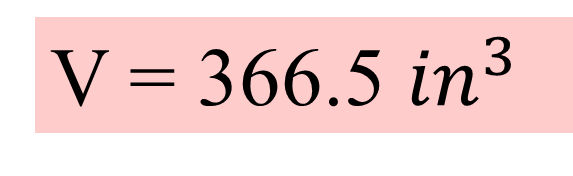 V = 366.5 in³